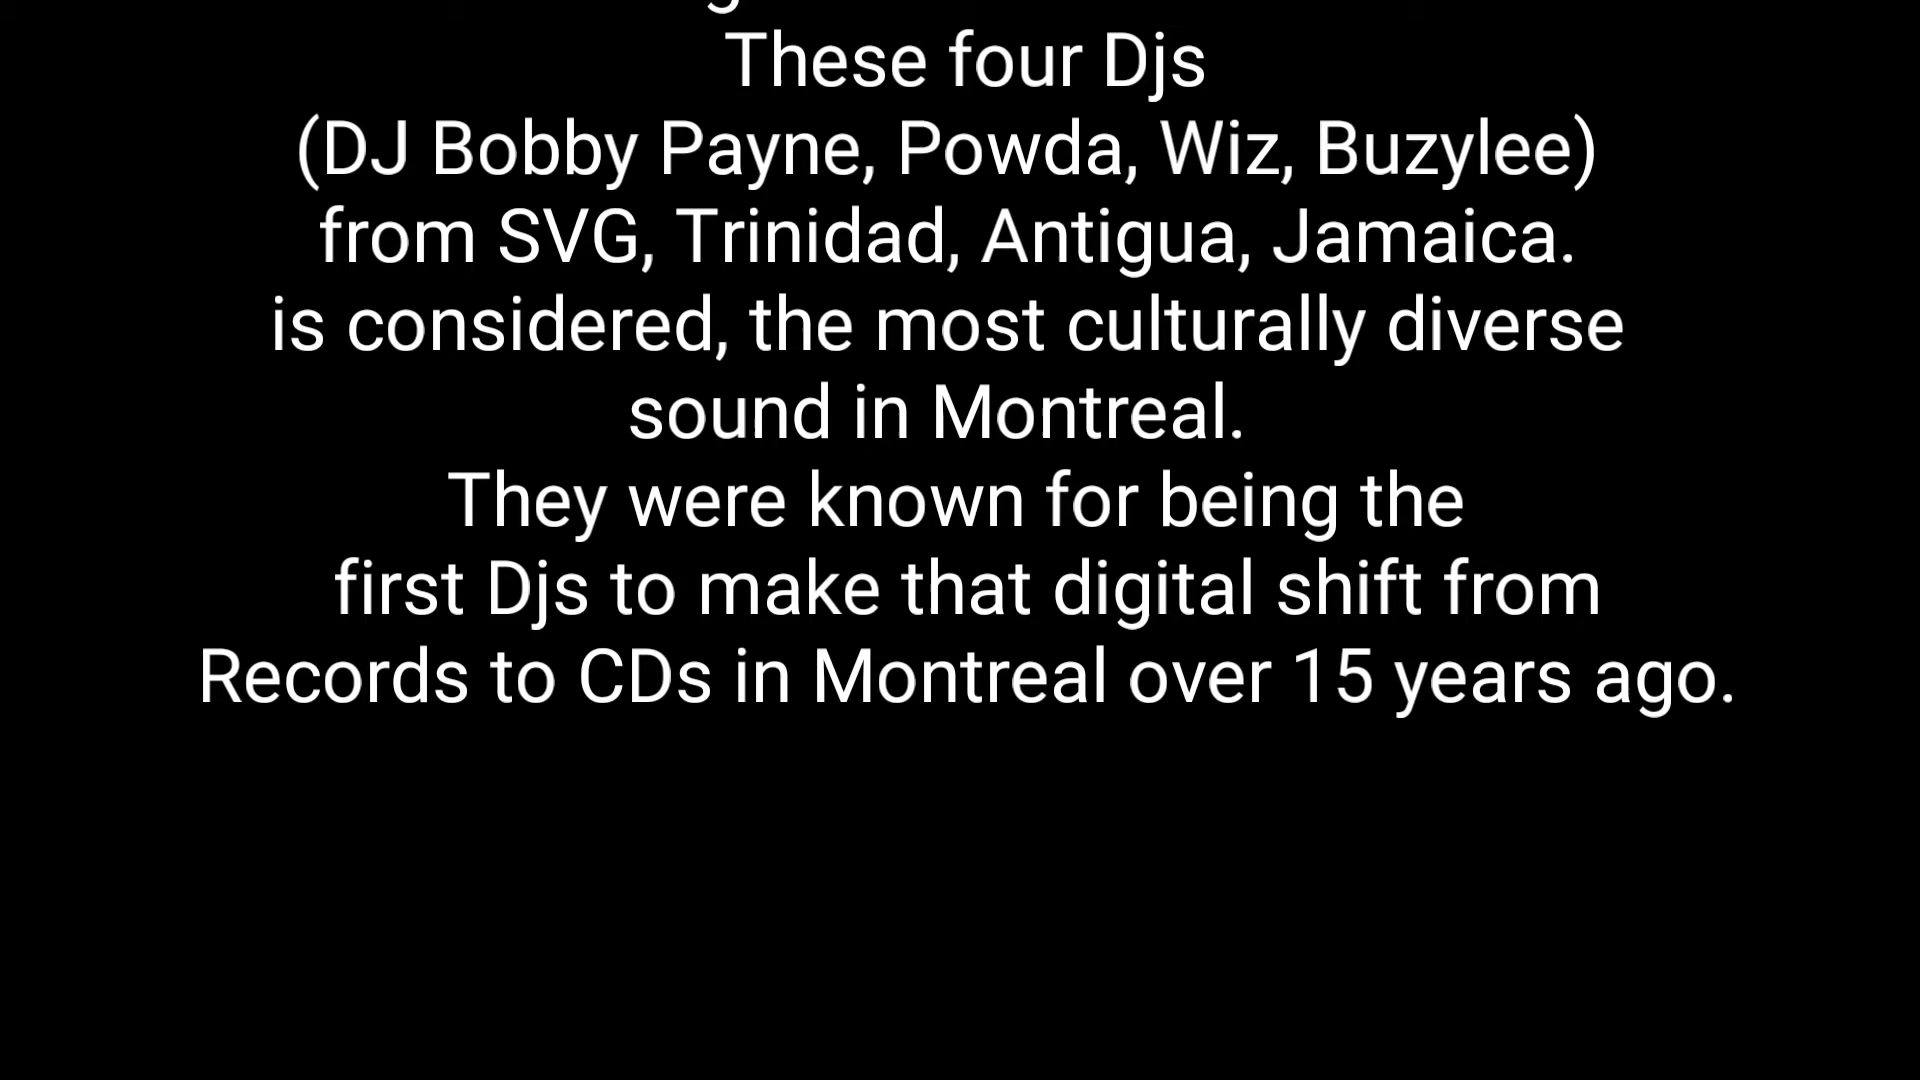 These four Djs
(DJ Bobby Payne, Powda, Wiz, Buzylee)
from SVG, Trinidad, Antigua, Jamaica.
is considered, the most culturally diverse
sound in Montreal.
They were known for being the
first Djs to make that digital shift from
Records to CDs in Montreal over 15 years ago.